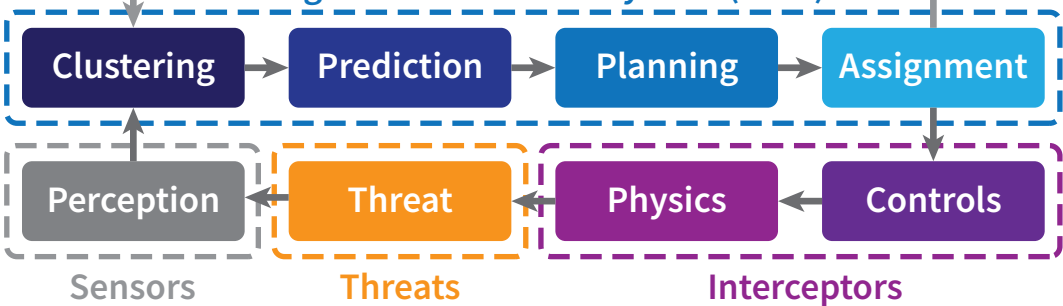 Clustering
Prediction
Planning
Assignment
Perception
Threat
Physics
Controls
Sensors
Threats
Interceptors